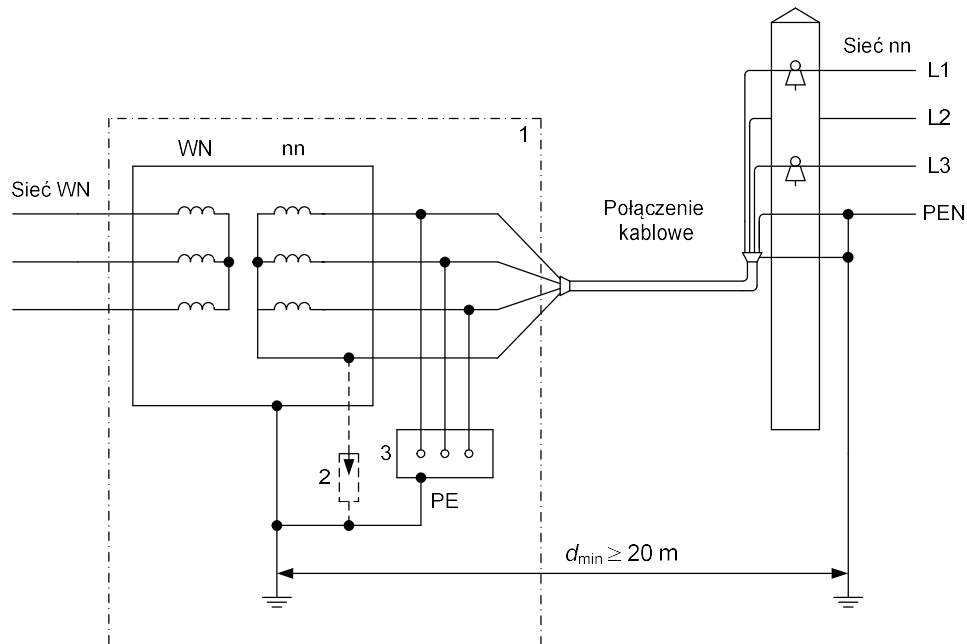 Sieć nn
L1
L2
L3
PEN
1
WN
nn
Sieć WN
Połączenie
kablowe
3
2
PE
dmin ≥ 20 m